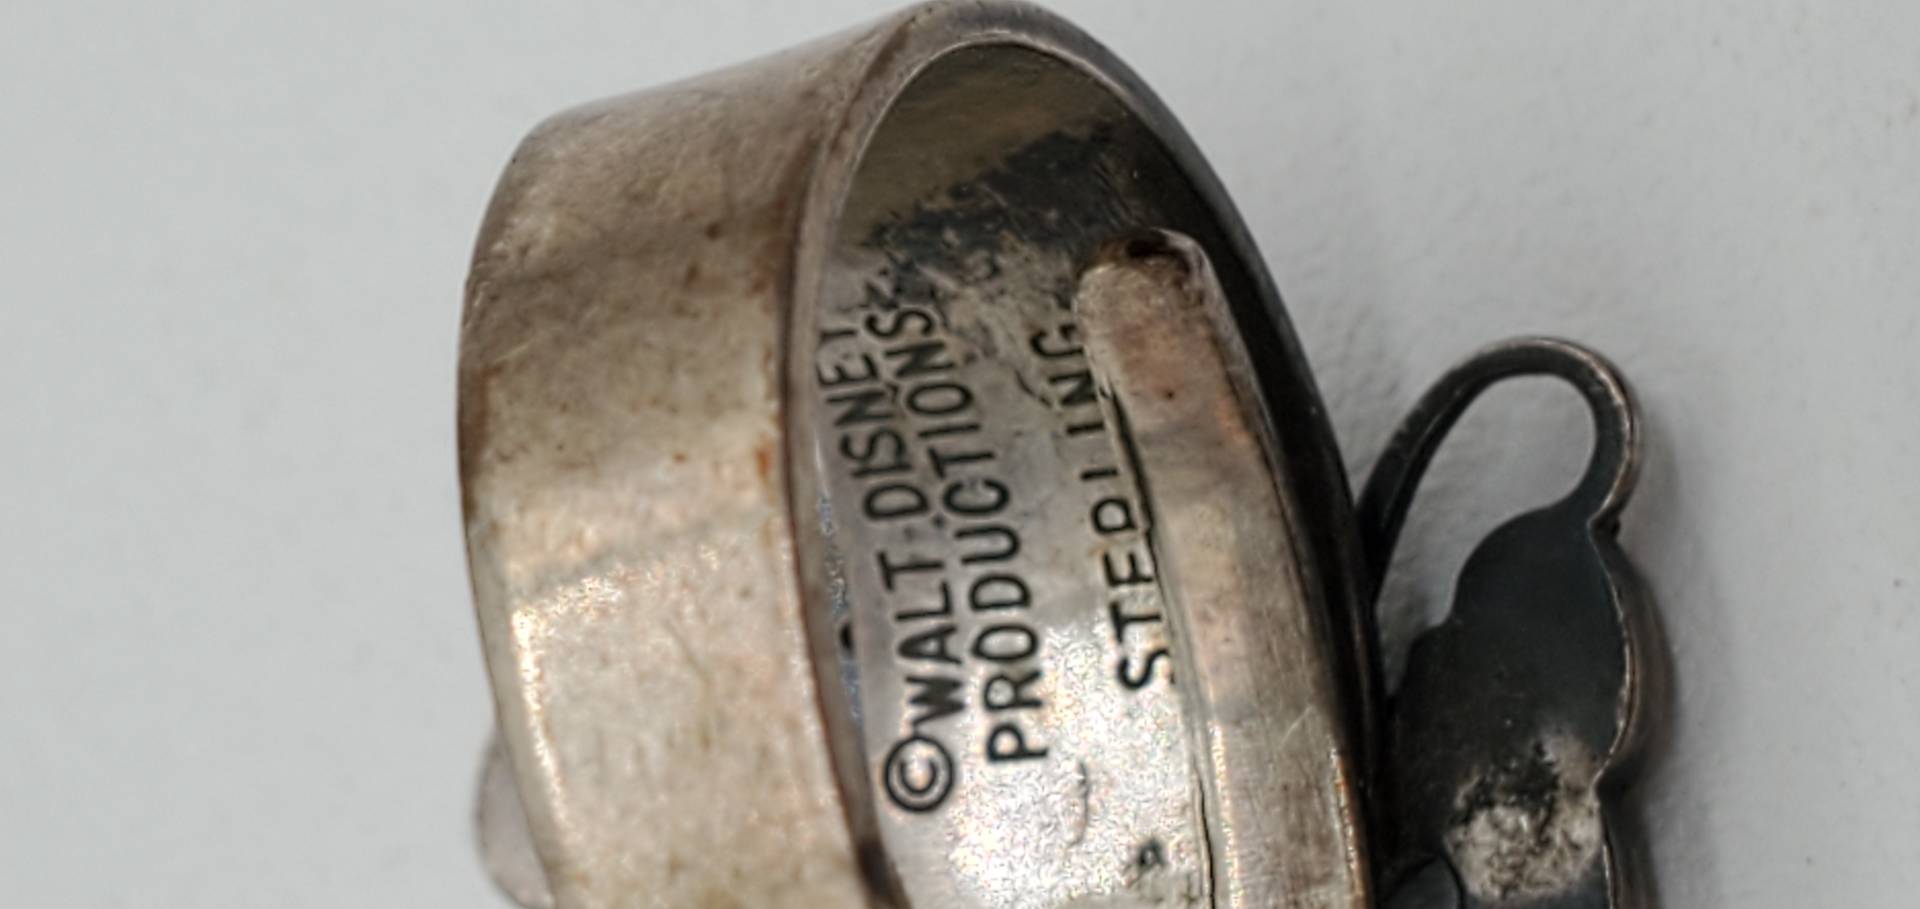 ©WALT DISNEY
PRODUCTIONS
STERLING